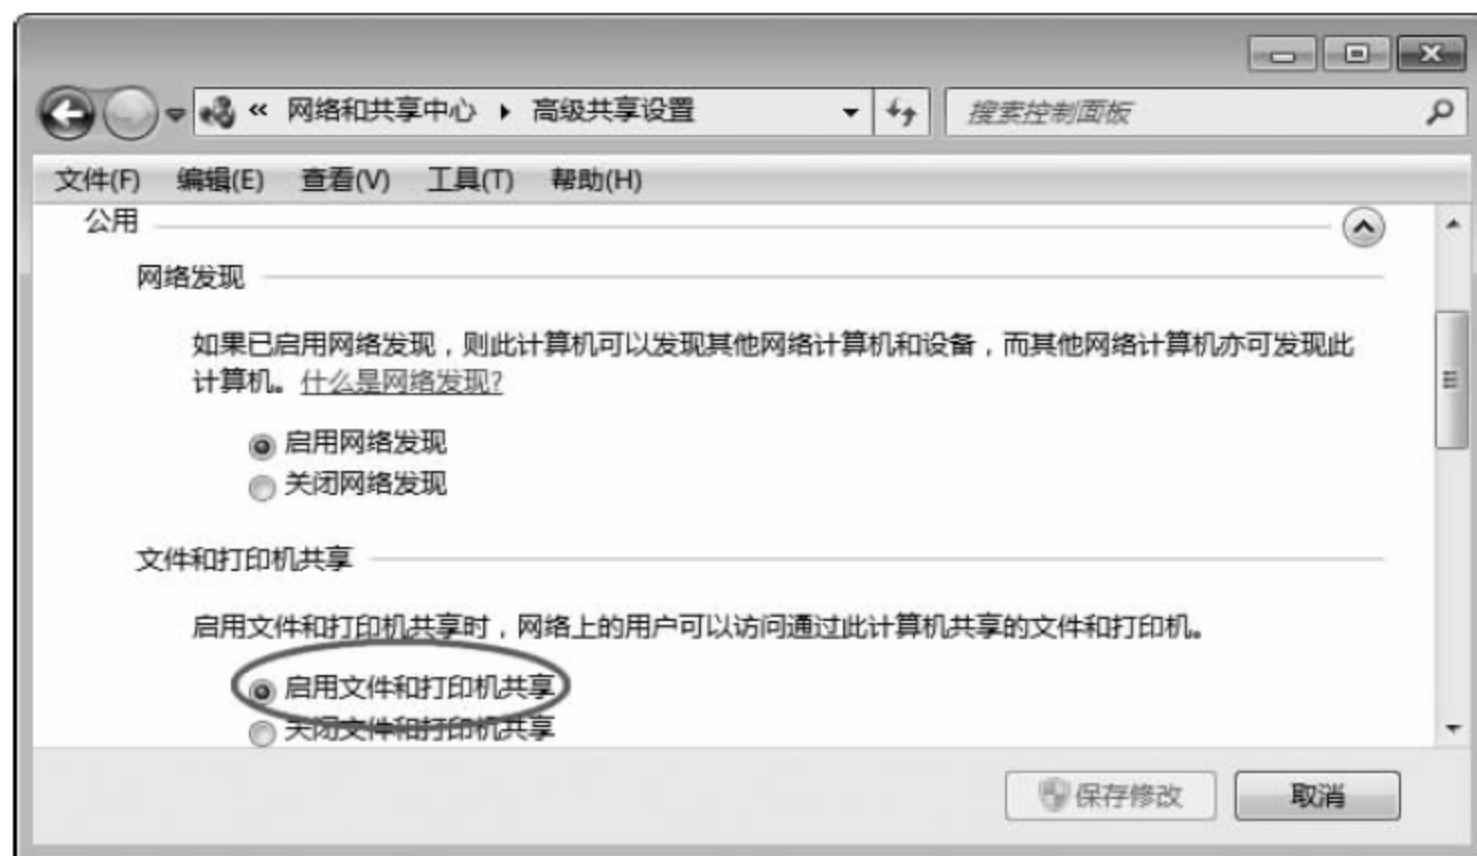 « 网络和共享中心 ▸ 高级共享设置 搜索控制面板
文件(F) 编辑(E) 查看(V) 工具(T) 帮助(H)
公用
网络发现
如果已启用网络发现，则此计算机可以发现其他网络计算机和设备，而其他网络计算机亦可发现此
计算机。什么是网络发现?
启用网络发现
关闭网络发现
文件和打印机共享
启用文件和打印机共享时，网络上的用户可以访问通过此计算机共享的文件和打印机。
启用文件和打印机共享
关闭文件和打印机共享
保存修改 取消